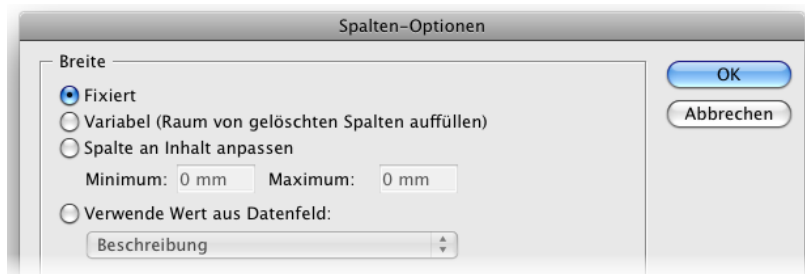 Spalten-Optionen
Breite
Fixiert
Variabel (Raum von gelöschten Spalten auffüllen)
Spalte an Inhalt anpassen
Minimum: 0 mm Maximum: 0 mm
Verwende Wert aus Datenfeld:
Beschreibung
OK
Abbrechen